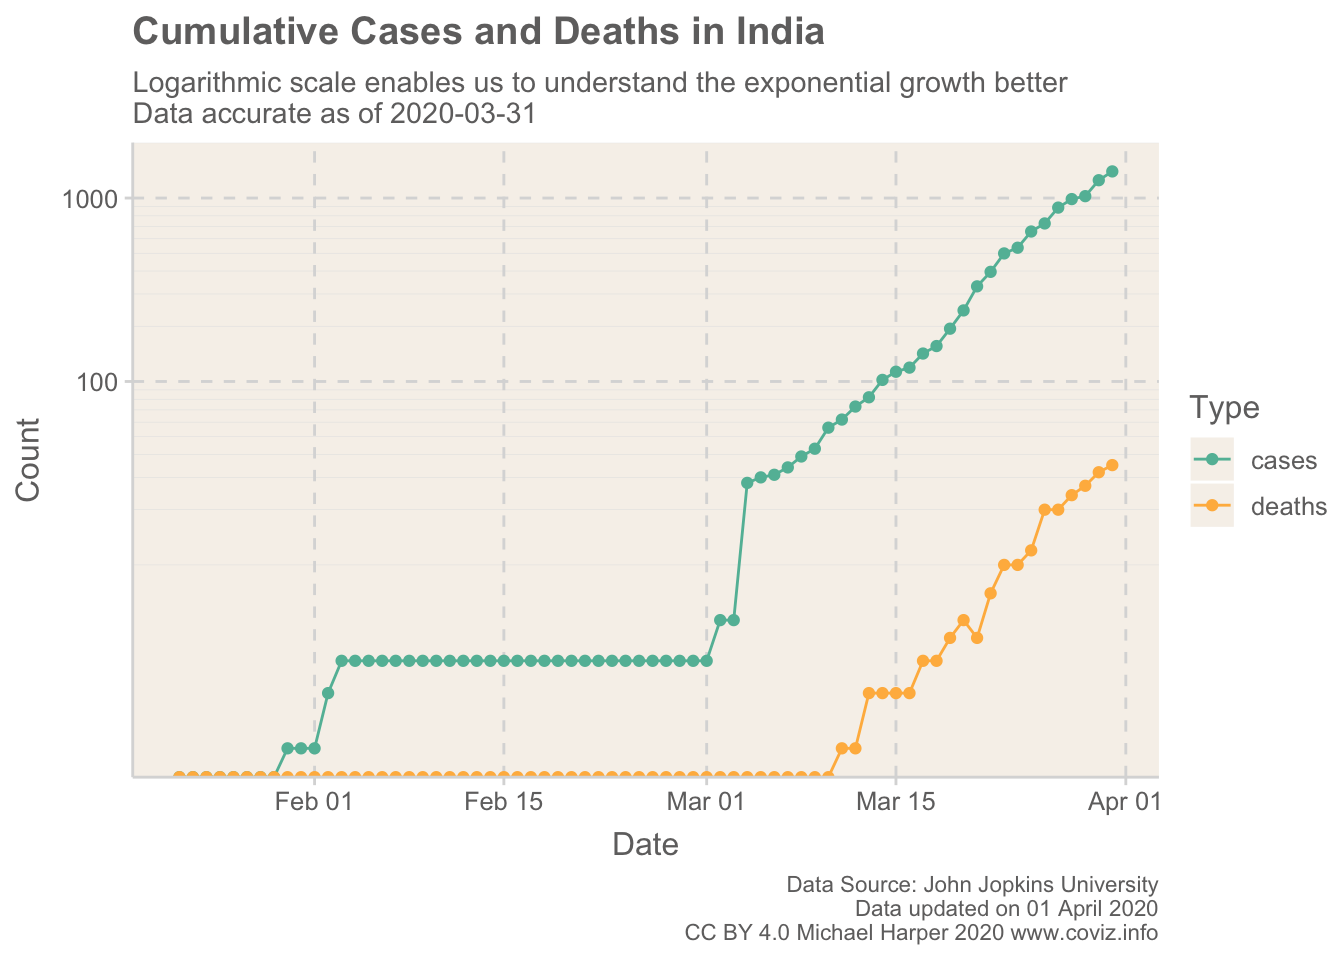 Cumulative Cases and Deaths in India
Logarithmic scale enables us to understand the exponential growth better
Data accurate as of 2020-03-31
1000
100
Count
Feb 01
Feb 15
Mar 01
Mar 15
Apr 01
Date
Type
cases
deaths
Data Source: John Jopkins University
Data updated on 01 April 2020
CC BY 4.0 Michael Harper 2020 www.coviz.info